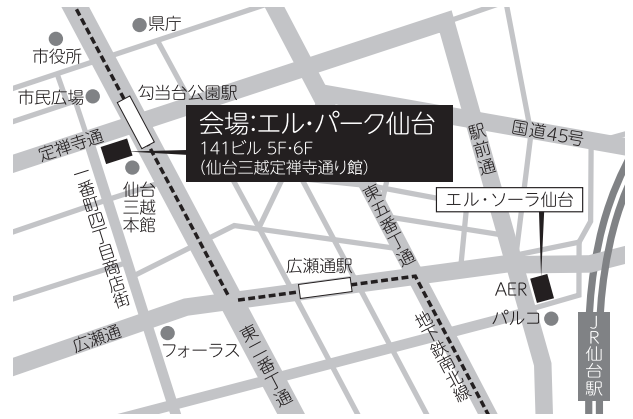 県庁
市役所
市民広場
勾当台公園駅
会場:エル・パーク仙台
141ビル 5F・6F
(仙台三越定禅寺通り館)
定禅寺通
国道45号
駅前通
仙台
三越
本館
東五番丁通
エル・ソーラ仙台
一番町四丁目商店街
広瀬通駅
AER
パルコ
広瀬通
フォーラス
東二番丁通
地下鉄南北線
JR仙台駅